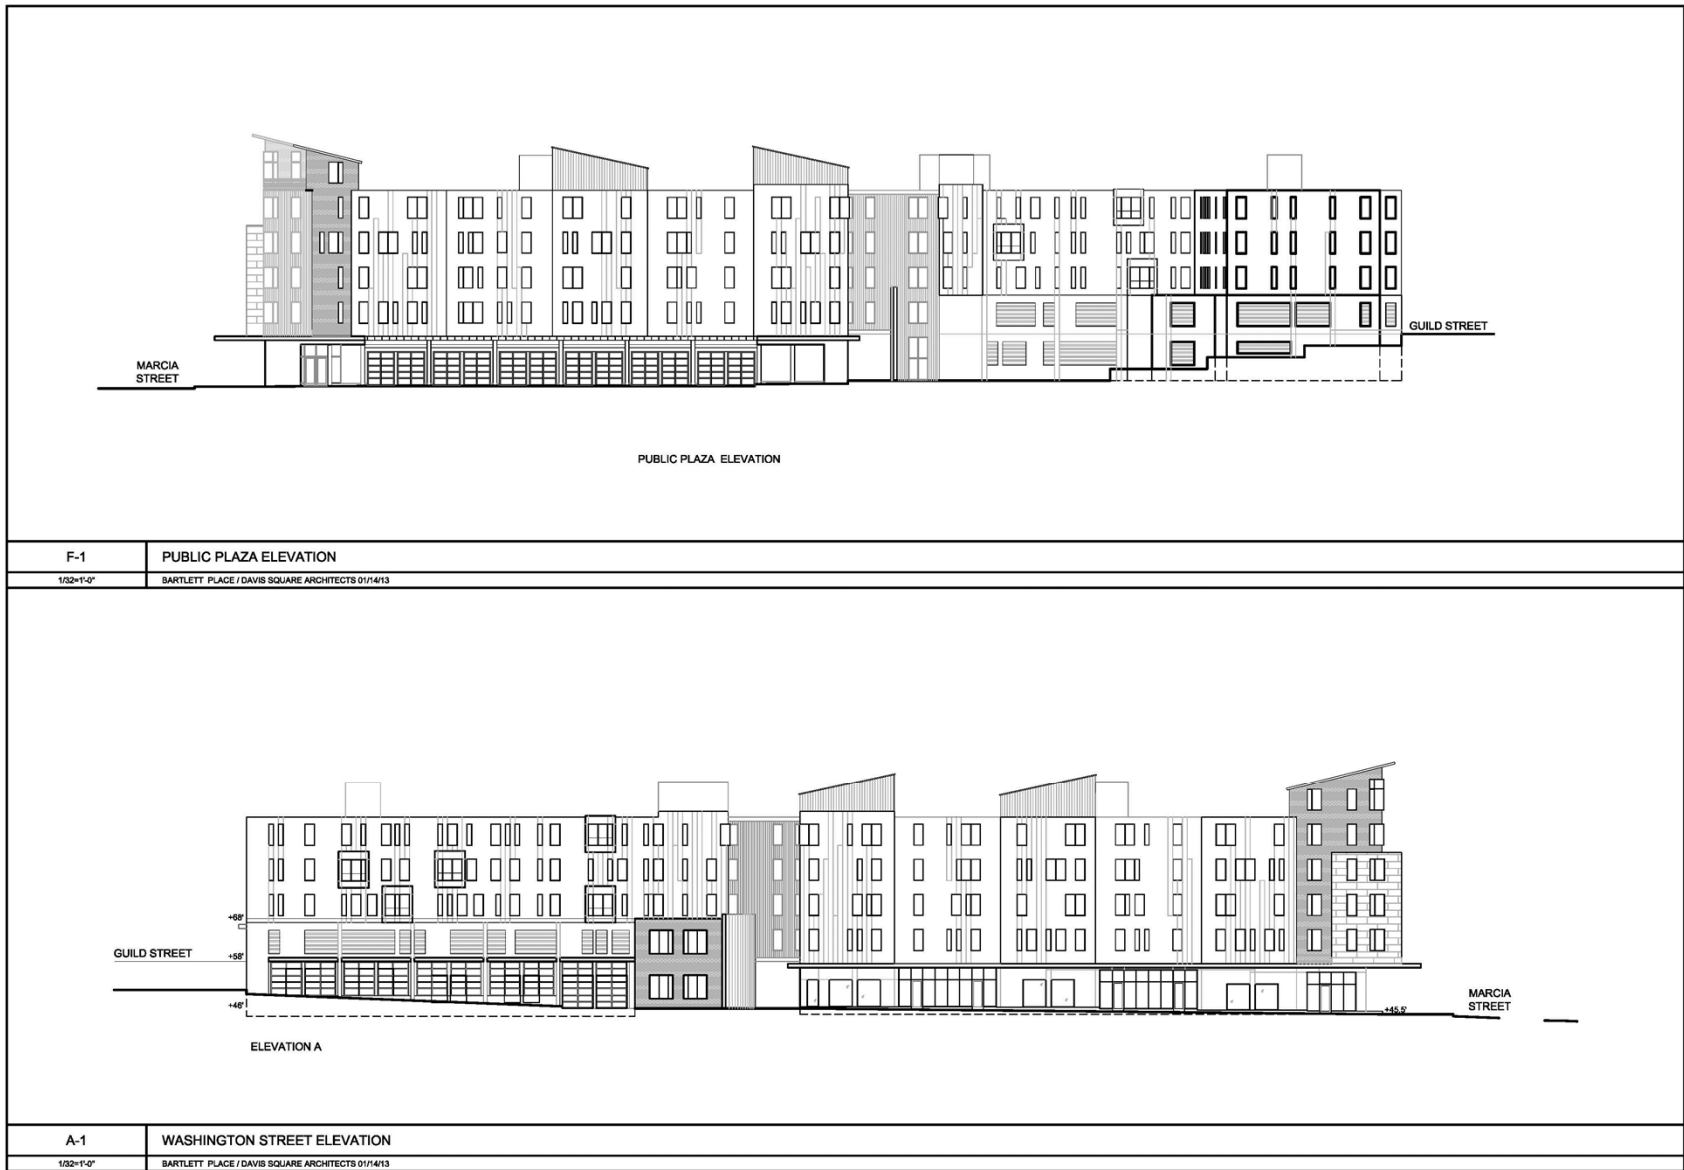 MARCIA
STREET
GUILD STREET
PUBLIC PLAZA ELEVATION
F-1
PUBLIC PLAZA ELEVATION
1/32=1'-0"
BARTLETT PLACE / DAVIS SQUARE ARCHITECTS 01/14/13
+68'
GUILD STREET
+58'
+46'
MARCIA
STREET
+45.5'
ELEVATION A
A-1
WASHINGTON STREET ELEVATION
1/32=1'-0"
BARTLETT PLACE / DAVIS SQUARE ARCHITECTS 01/14/13